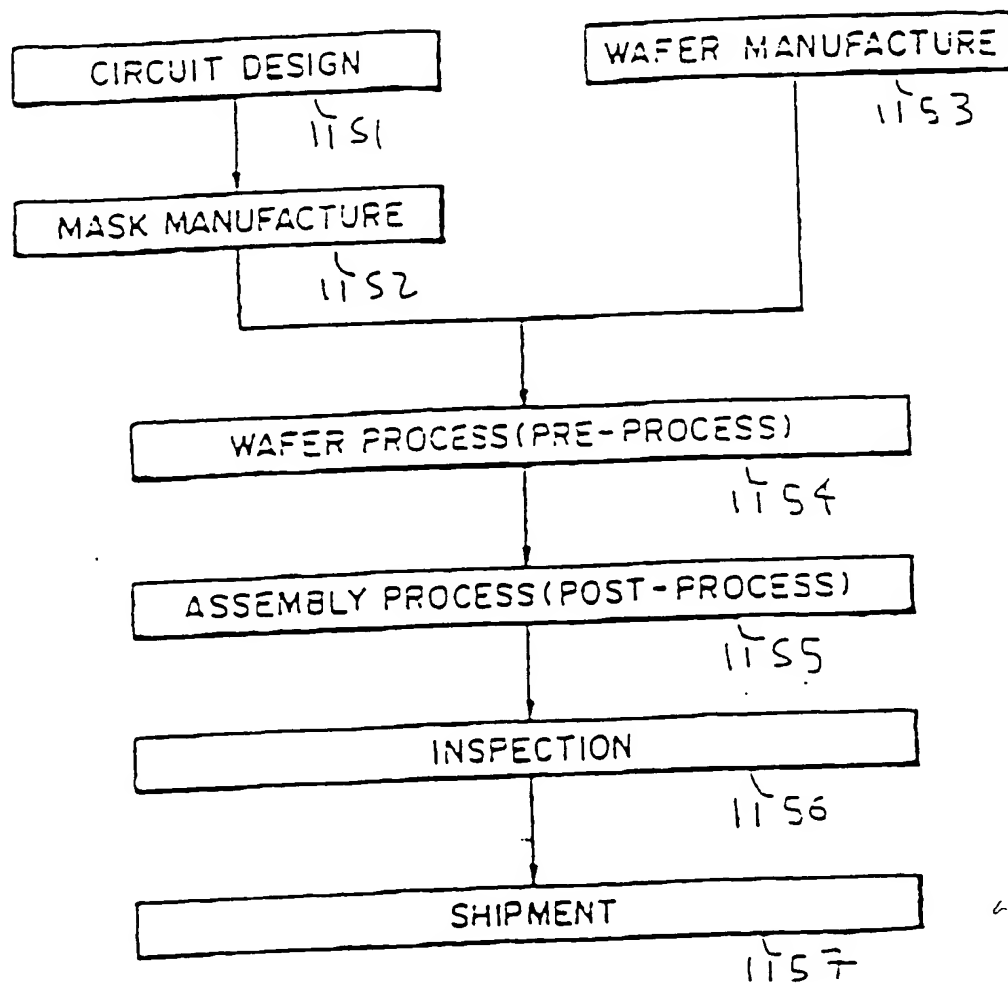 CIRCUIT DESIGN
11S1
WAFER MANUFACTURE
11S3
MASK MANUFACTURE
11S2
WAFER PROCESS(PRE-PROCESS)
11S4
ASSEMBLY PROCESS(POST-PROCESS)
11S5
INSPECTION
11S6
SHIPMENT
11S7